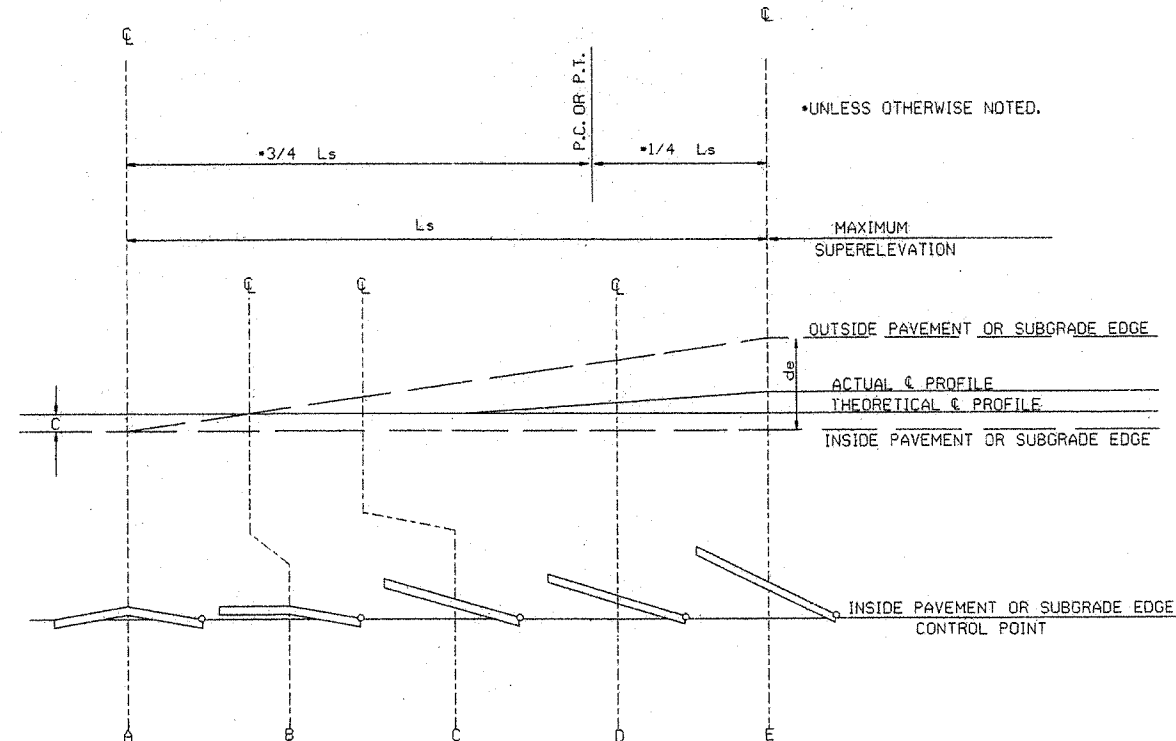 ℄
℄
P.C. OR P.T.
*UNLESS OTHERWISE NOTED.
*3/4 Ls
*1/4 Ls
Ls
MAXIMUM
SUPERELEVATION
℄
℄
℄
OUTSIDE PAVEMENT OR SUBGRADE EDGE
de
ACTUAL ℄ PROFILE
THEORETICAL ℄ PROFILE
C
INSIDE PAVEMENT OR SUBGRADE EDGE
INSIDE PAVEMENT OR SUBGRADE EDGE
CONTROL POINT
A
B
C
D
E